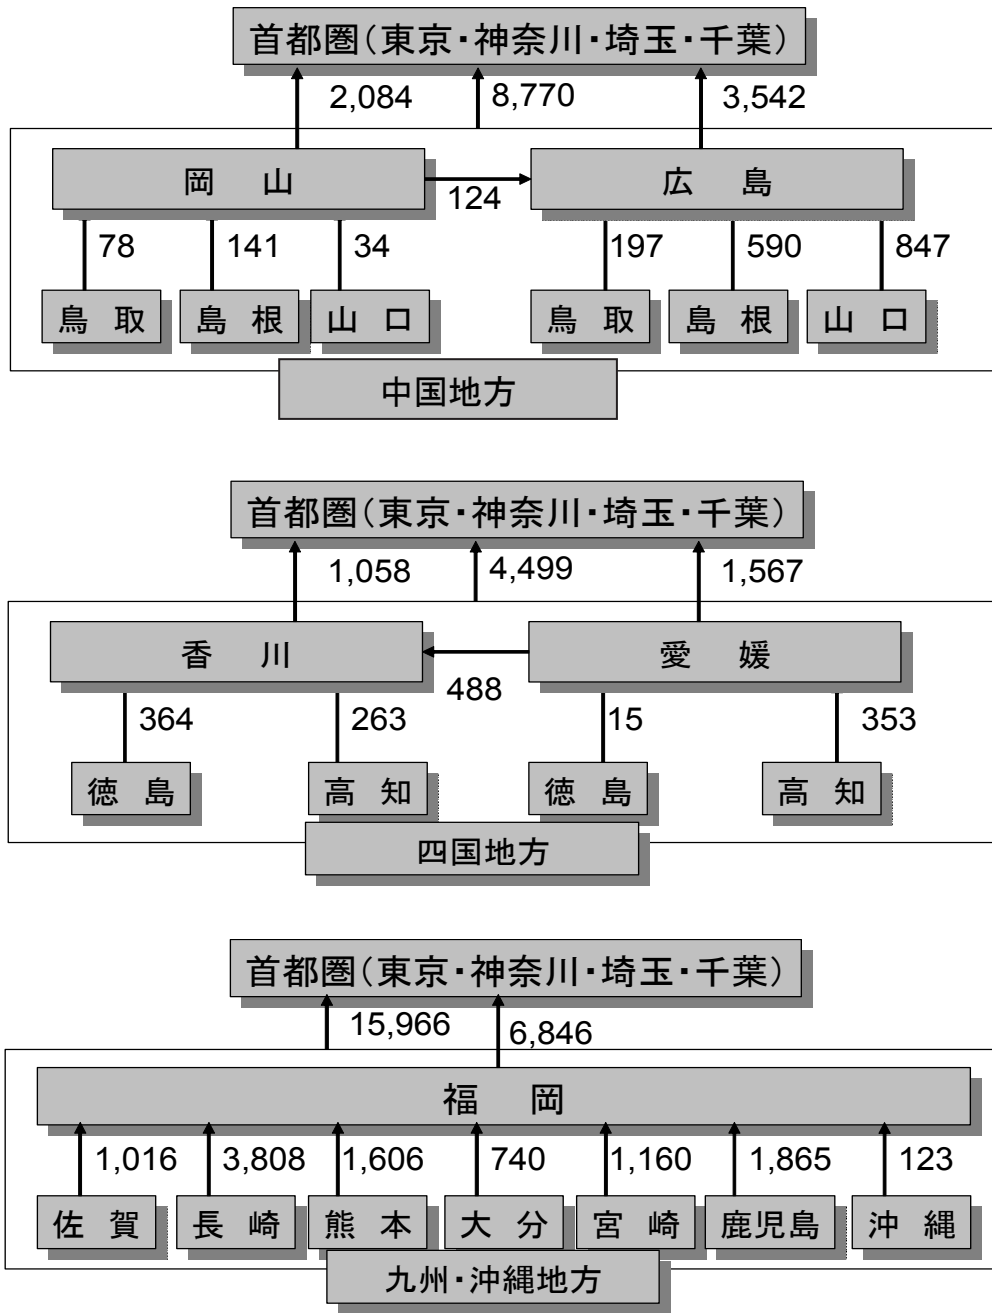 首都圏(東京・神奈川・埼玉・千葉)
2,084 8,770 3,542
岡 山 広 島
124
78 141 34 197 590 847
鳥 取 島 根 山 口 鳥 取 島 根 山 口
中国地方
首都圏(東京・神奈川・埼玉・千葉)
1,058 4,499 1,567
香 川 愛 媛
488
364 263 15 353
徳 島 高 知 徳 島 高 知
四国地方
首都圏(東京・神奈川・埼玉・千葉)
15,966 6,846
福 岡
1,016 3,808 1,606 740 1,160 1,865 123
佐 賀 長 崎 熊 本 大 分 宮 崎 鹿児島 沖 縄
九州・沖縄地方